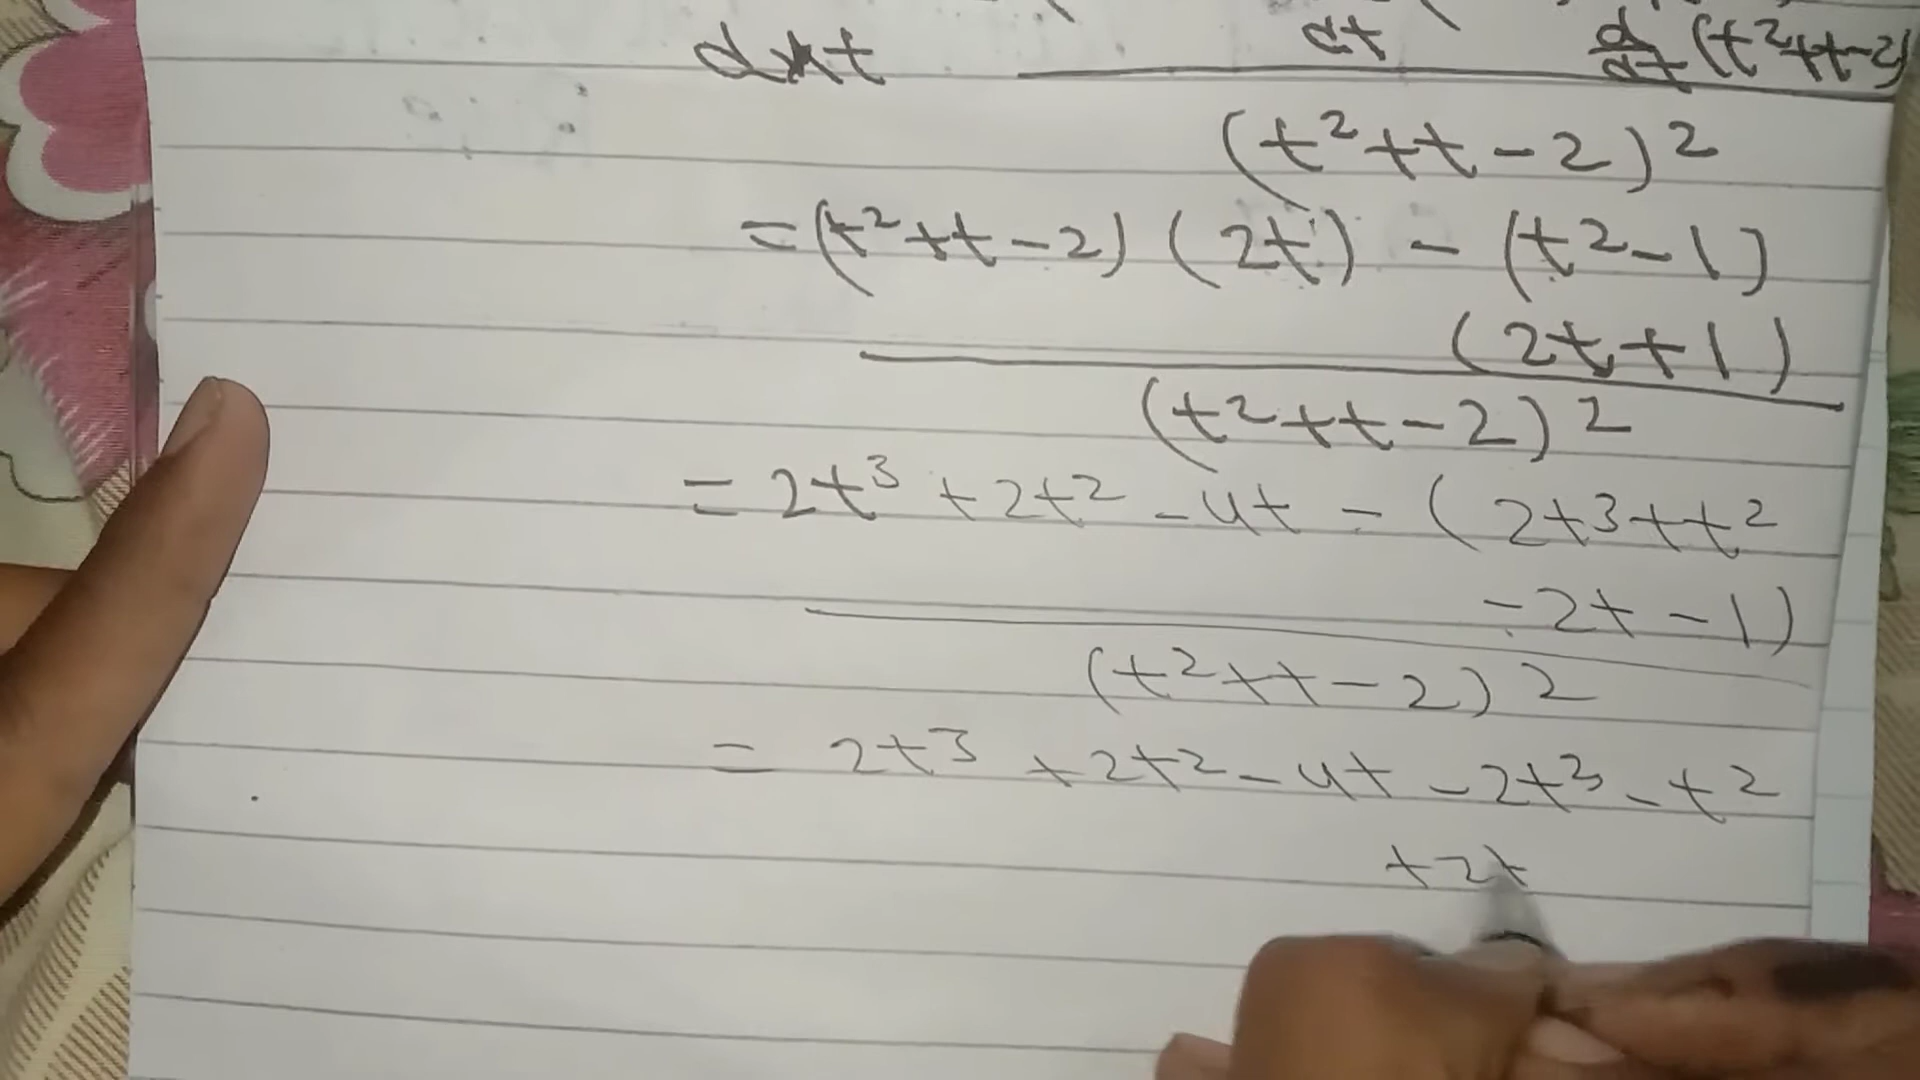 dt dt d/dt (t²+t-2)
(t²+t-2)²
=(t²+t-2) (2t) - (t²-1)
(2t+1)
(t²+t-2)²
= 2t³ +2t² -4t - (2t³+t²
-2t-1)
(t²+t-2)²
= 2t³ +2t²-4t-2t³-t²
+2t